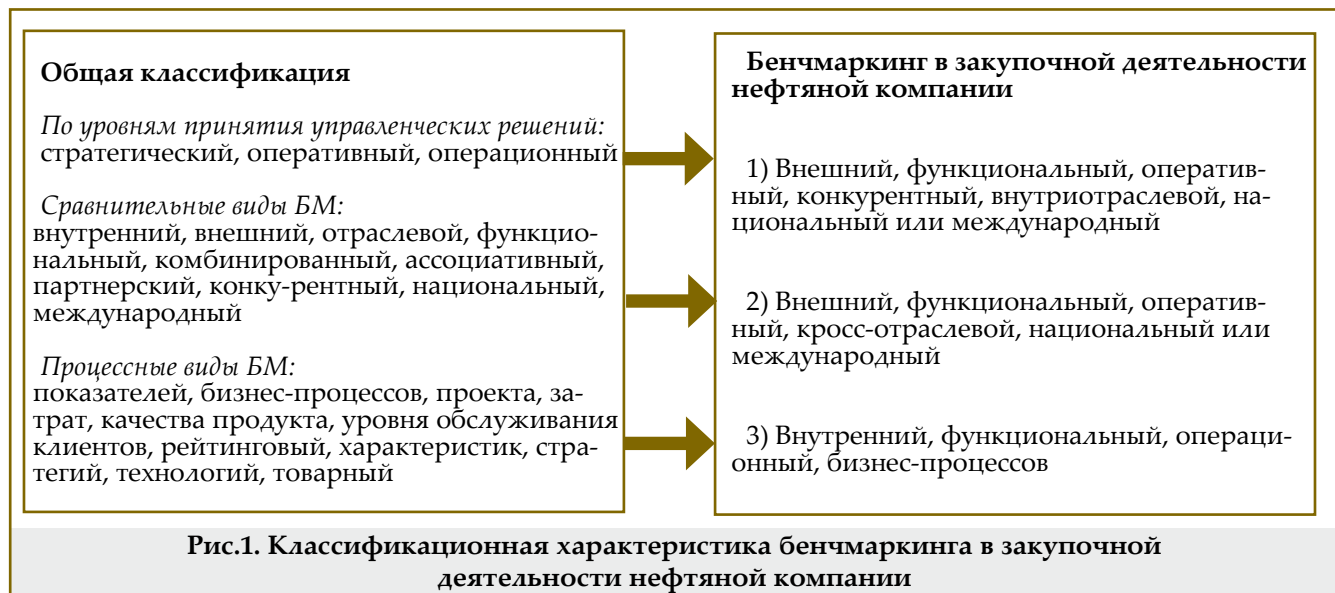 Общая классификация
По уровням принятия управленческих решений:
стратегический, оперативный, операционный
Сравнительные виды БМ:
внутренний, внешний, отраслевой, функцио-
нальный, комбинированный, ассоциативный,
партнерский, конку-рентный, национальный,
международный
Процессные виды БМ:
показателей, бизнес-процессов, проекта, за-
трат, качества продукта, уровня обслуживания
клиентов, рейтинговый, характеристик, стра-
тегий, технологий, товарный
Бенчмаркинг в закупочной деятельности
нефтяной компании
1) Внешний, функциональный, оператив-
ный, конкурентный, внутриотраслевой, на-
циональный или международный
2) Внешний, функциональный, оператив-
ный, кросс-отраслевой, национальный или
международный
3) Внутренний, функциональный, операци-
онный, бизнес-процессов
Рис.1. Классификационная характеристика бенчмаркинга в закупочной
деятельности нефтяной компании